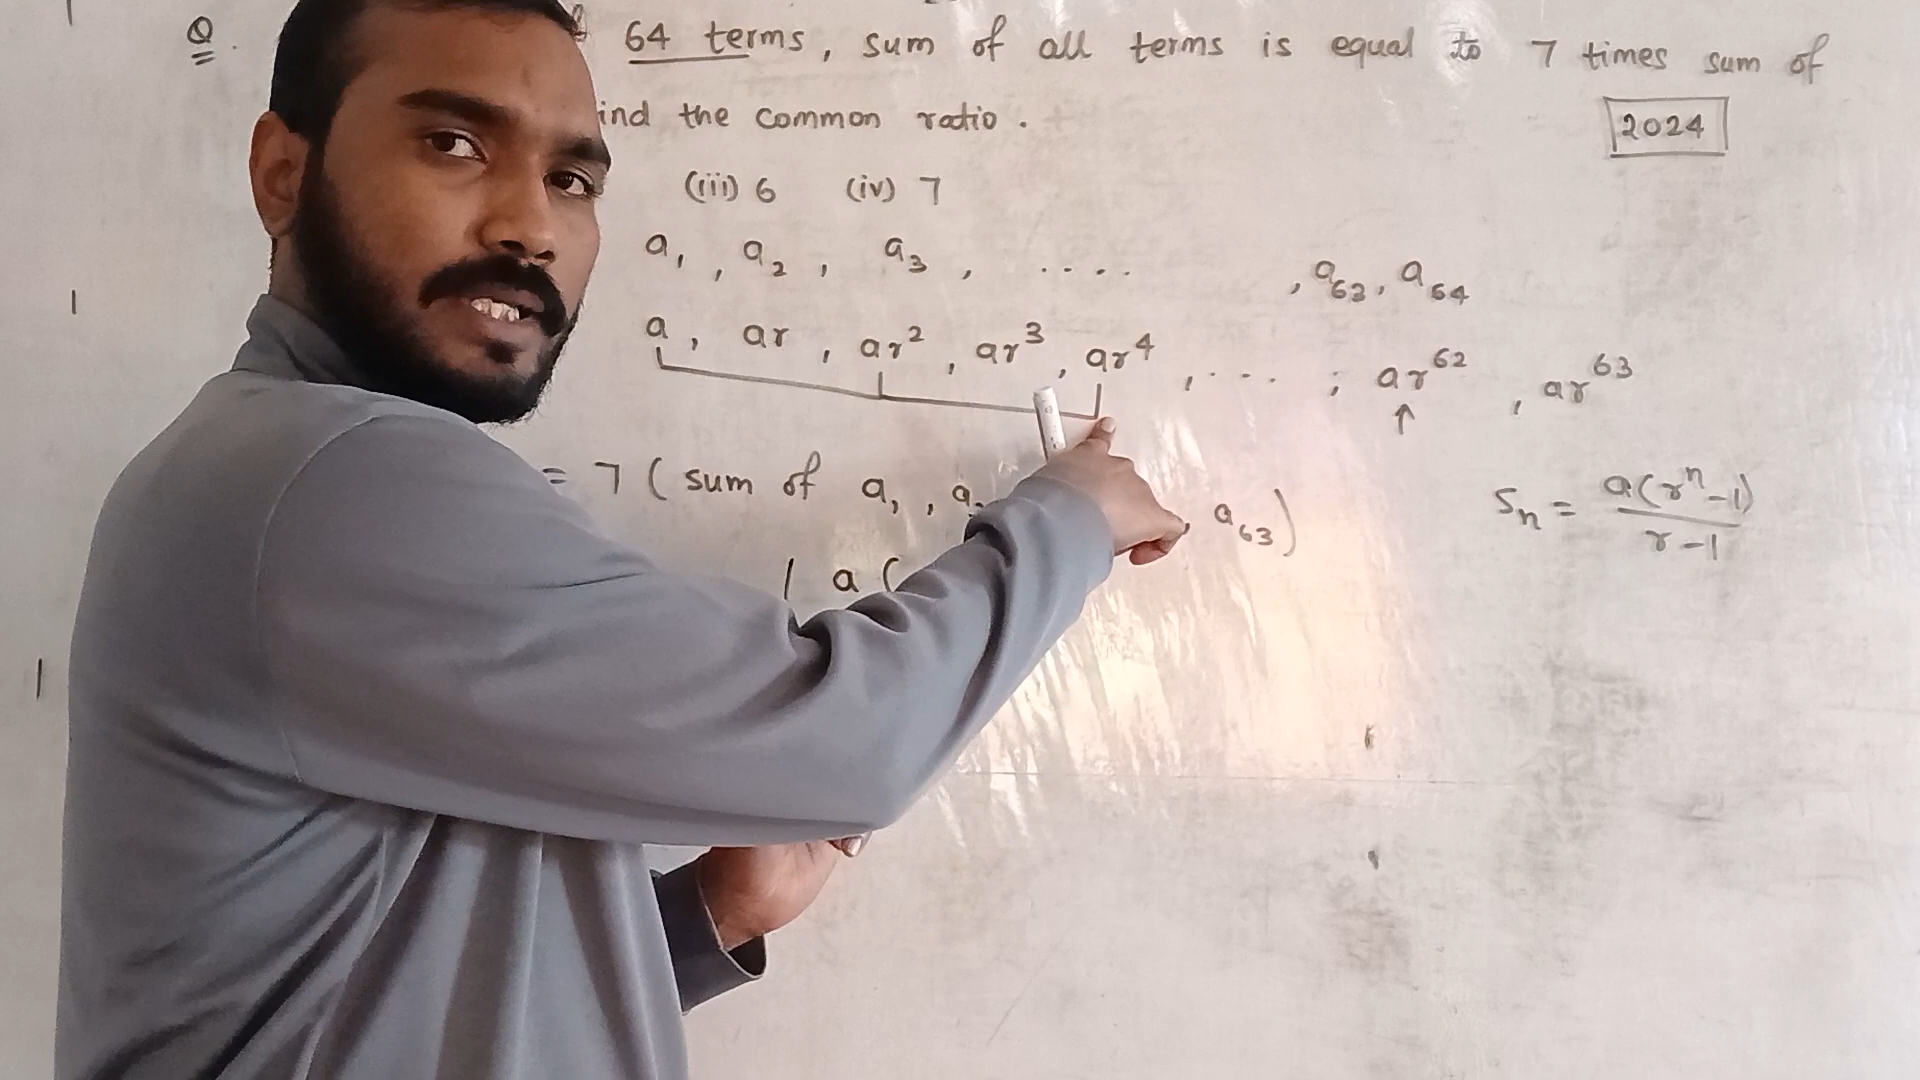 Q. 64 terms, sum of all terms is equal to 7 times sum of
ind the common ratio.
2024
(iii) 6 (iv) 7
a₁, a₂, a₃, .... , a₆₃, a₆₄
a, ar, ar², ar³, ar⁴, ... , ar⁶², ar⁶³
↑
= 7 ( sum of a₁, a , a₆₃)
Sₙ = a(rⁿ-1)
r-1
a (